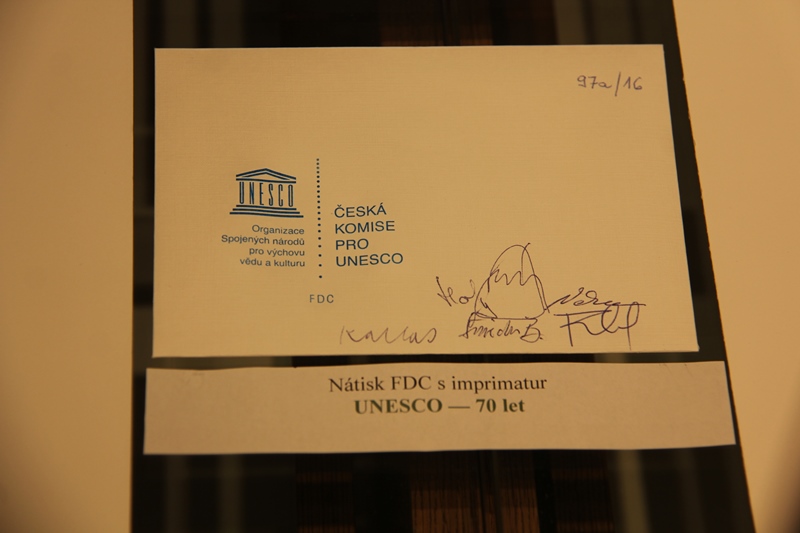 97a/16
UNESCO
Organizace
Spojených národů
pro výchovu
vědu a kulturu
ČESKÁ
KOMISE
PRO
UNESCO
FDC
Kallas
Nátisk FDC s imprimatur
UNESCO — 70 let